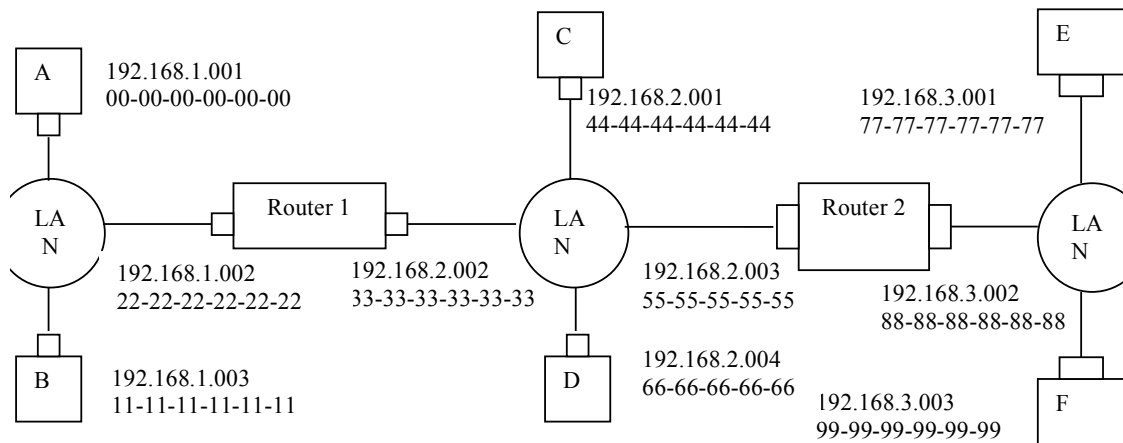 A
192.168.1.001
00-00-00-00-00-00
C
192.168.2.001
44-44-44-44-44-44
E
192.168.3.001
77-77-77-77-77-77
LA
N
Router 1
LA
N
Router 2
LA
N
192.168.1.002
22-22-22-22-22-22
192.168.2.002
33-33-33-33-33-33
192.168.2.003
55-55-55-55-55
192.168.3.002
88-88-88-88-88-88
B
192.168.1.003
11-11-11-11-11-11
D
192.168.2.004
66-66-66-66-66
192.168.3.003
99-99-99-99-99-99
F